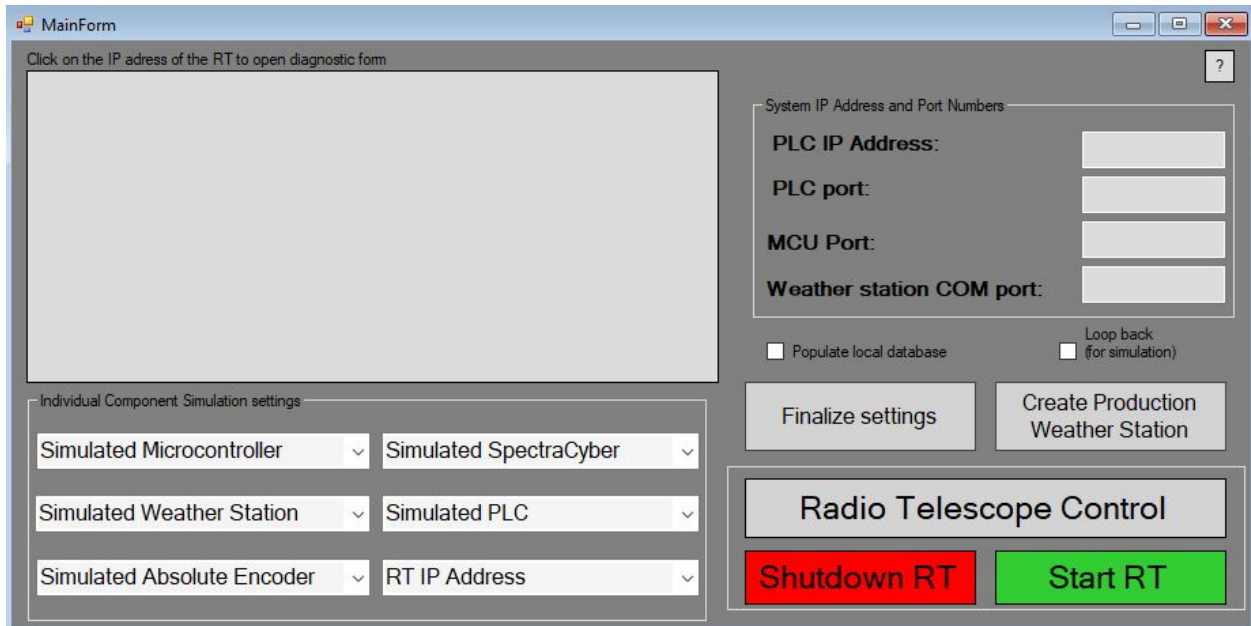 MainForm
Click on the IP adress of the RT to open diagnostic form
?
System IP Address and Port Numbers
PLC IP Address:
PLC port:
MCU Port:
Weather station COM port:
Populate local database
Loop back
(for simulation)
Finalize settings
Create Production
Weather Station
Individual Component Simulation settings
Simulated Microcontroller
Simulated SpectraCyber
Simulated Weather Station
Simulated PLC
Simulated Absolute Encoder
RT IP Address
Radio Telescope Control
Shutdown RT
Start RT